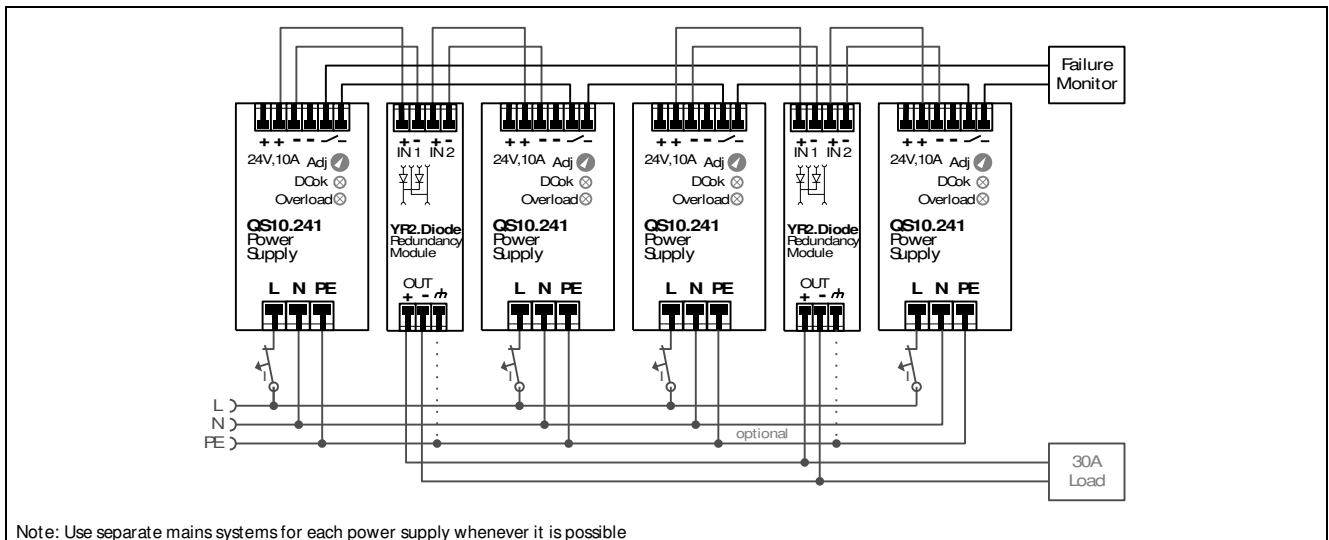 Failure
Monitor
+ + - -
24V,10A Adj
DCok
Overload
QS10.241
Power
Supply
L N PE
+ - + -
IN 1 IN 2
YR2.Diode
Redundancy
Module
OUT
+ -
+ + - -
24V,10A Adj
DCok
Overload
QS10.241
Power
Supply
L N PE
+ + - -
24V,10A Adj
DCok
Overload
QS10.241
Power
Supply
L N PE
+ - + -
IN 1 IN 2
YR2.Diode
Redundancy
Module
OUT
+ -
+ + - -
24V,10A Adj
DCok
Overload
QS10.241
Power
Supply
L N PE
I
I
I
I
L
N
PE
optional
30A
Load
Note: Use separate mains systems for each power supply whenever it is possible